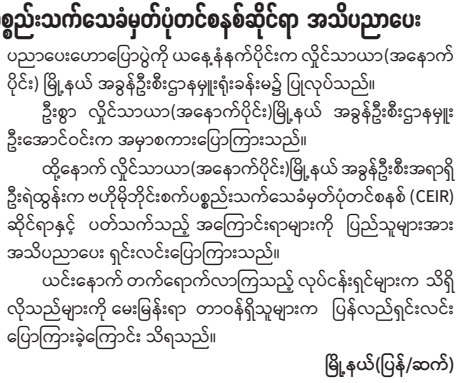 စ္စည်းသက်သေခံမှတ်ပုံတင်စနစ်ဆိုင်ရာ အသိပညာပေး
ပညာပေးဟောပြောပွဲကို ယနေ့နံနက်ပိုင်းက လှိုင်သာယာ(အနောက်
ပိုင်း) မြို့နယ် အခွန်ဦးစီးဌာနမှူးရုံးခန်းမ၌ ပြုလုပ်သည်။
ဦးစွာ လှိုင်သာယာ(အနောက်ပိုင်း)မြို့နယ် အခွန်ဦးစီးဌာနမှူး
ဦးအောင်ဝင်းက အမှာစကားပြောကြားသည်။
ထို့နောက် လှိုင်သာယာ(အနောက်ပိုင်း)မြို့နယ် အခွန်ဦးစီးအရာရှိ
ဦးရဲထွန်းက ဗဟိုမိုဘိုင်းစက်ပစ္စည်းသက်သေခံမှတ်ပုံတင်စနစ် (CEIR)
ဆိုင်ရာနှင့် ပတ်သက်သည့် အကြောင်းရာများကို ပြည်သူများအား
အသိပညာပေး ရှင်းလင်းပြောကြားသည်။
ယင်းနောက် တက်ရောက်လာကြသည့် လုပ်ငန်းရှင်များက သိရှိ
လိုသည်များကို မေးမြန်းရာ တာဝန်ရှိသူများက ပြန်လည်ရှင်းလင်း
ပြောကြားခဲ့ကြောင်း သိရသည်။
မြို့နယ်(ပြန်/ဆက်)